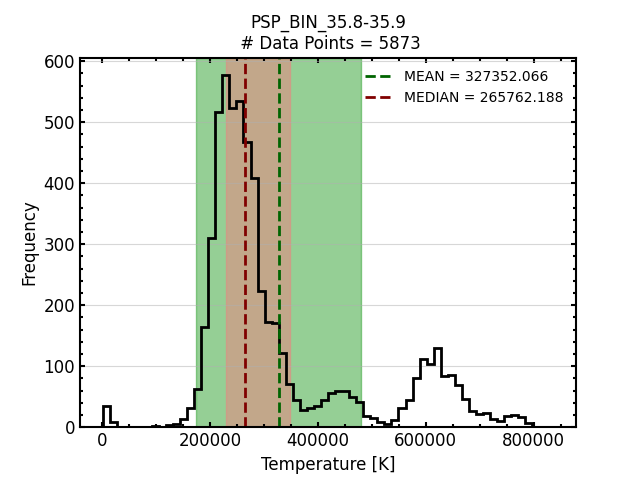 PSP_BIN_35.8-35.9
# Data Points = 5873
MEAN = 327352.066
MEDIAN = 265762.188
600
500
400
300
200
100
0
Frequency
0 200000 400000 600000 800000
Temperature [K]